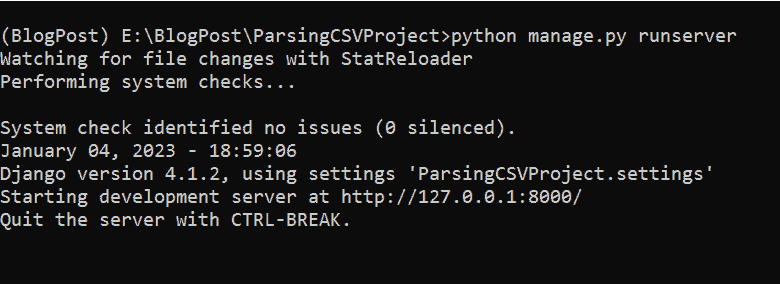 (BlogPost) E:\BlogPost\ParsingCSVProject>python manage.py runserver
Watching for file changes with StatReloader
Performing system checks...
System check identified no issues (0 silenced).
January 04, 2023 - 18:59:06
Django version 4.1.2, using settings 'ParsingCSVProject.settings'
Starting development server at http://127.0.0.1:8000/
Quit the server with CTRL-BREAK.